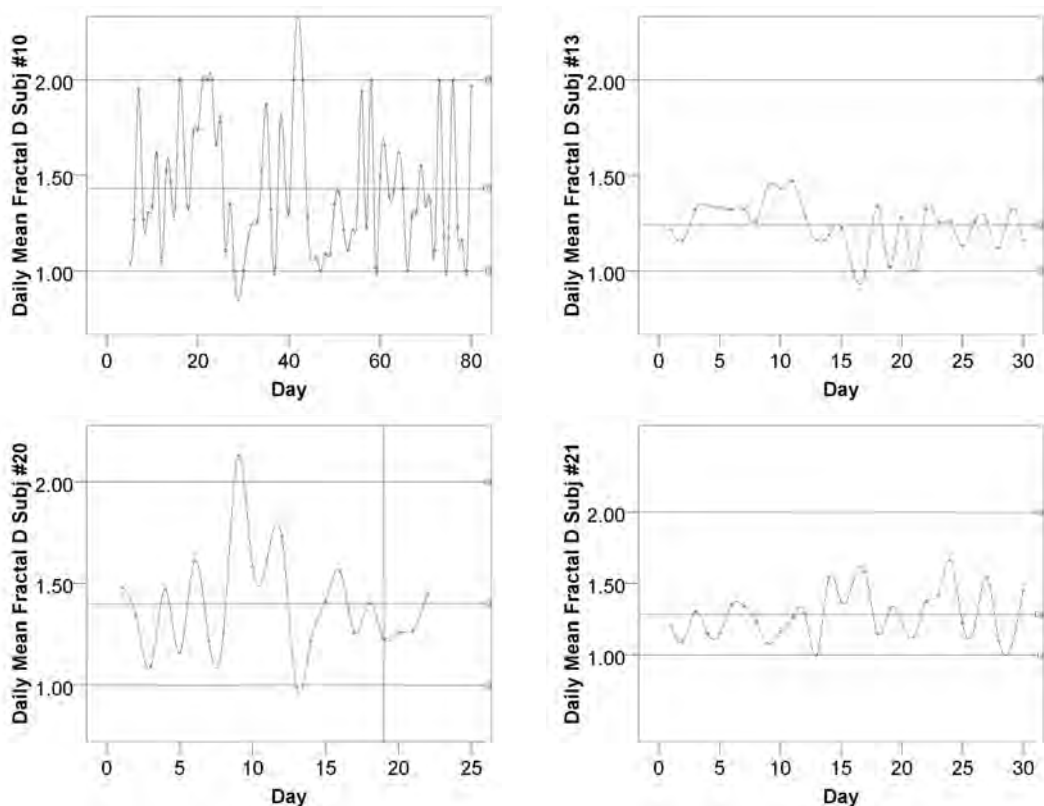 Daily Mean Fractal D Subj #10
2.00
1.50
1.00
0 20 40 60 80
Day
Daily Mean Fractal D Subj #13
2.00
1.50
1.00
0 5 10 15 20 25 30
Day
Daily Mean Fractal D Subj #20
2.00
1.50
1.00
0 5 10 15 20 25
Day
Daily Mean Fractal D Subj #21
2.00
1.50
1.00
0 5 10 15 20 25 30
Day